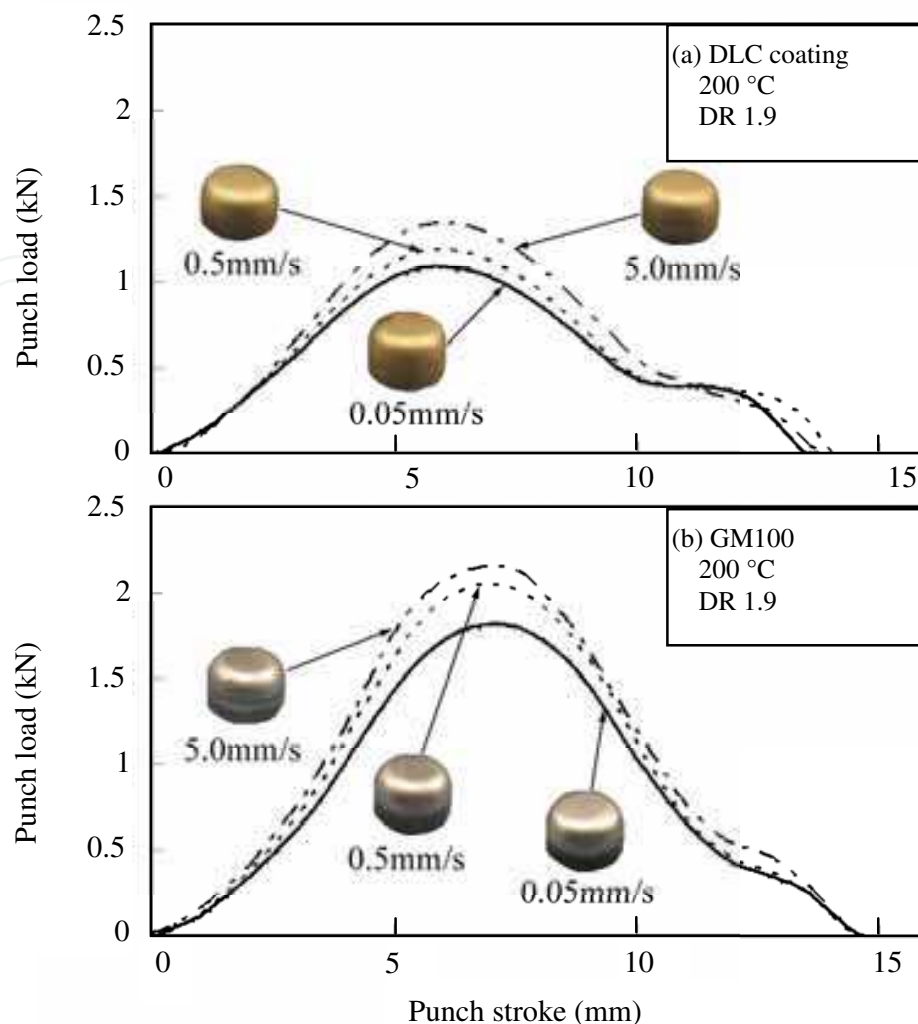 2.5
(a) DLC coating
200 °C
DR 1.9
2
1.5
0.5mm/s
5.0mm/s
1
0.5
0.05mm/s
0
0
5
10
15
Punch load (kN)
2.5
(b) GM100
200 °C
DR 1.9
2
1.5
5.0mm/s
1
0.5mm/s
0.5
0.05mm/s
0
0
5
10
15
Punch load (kN)
Punch stroke (mm)